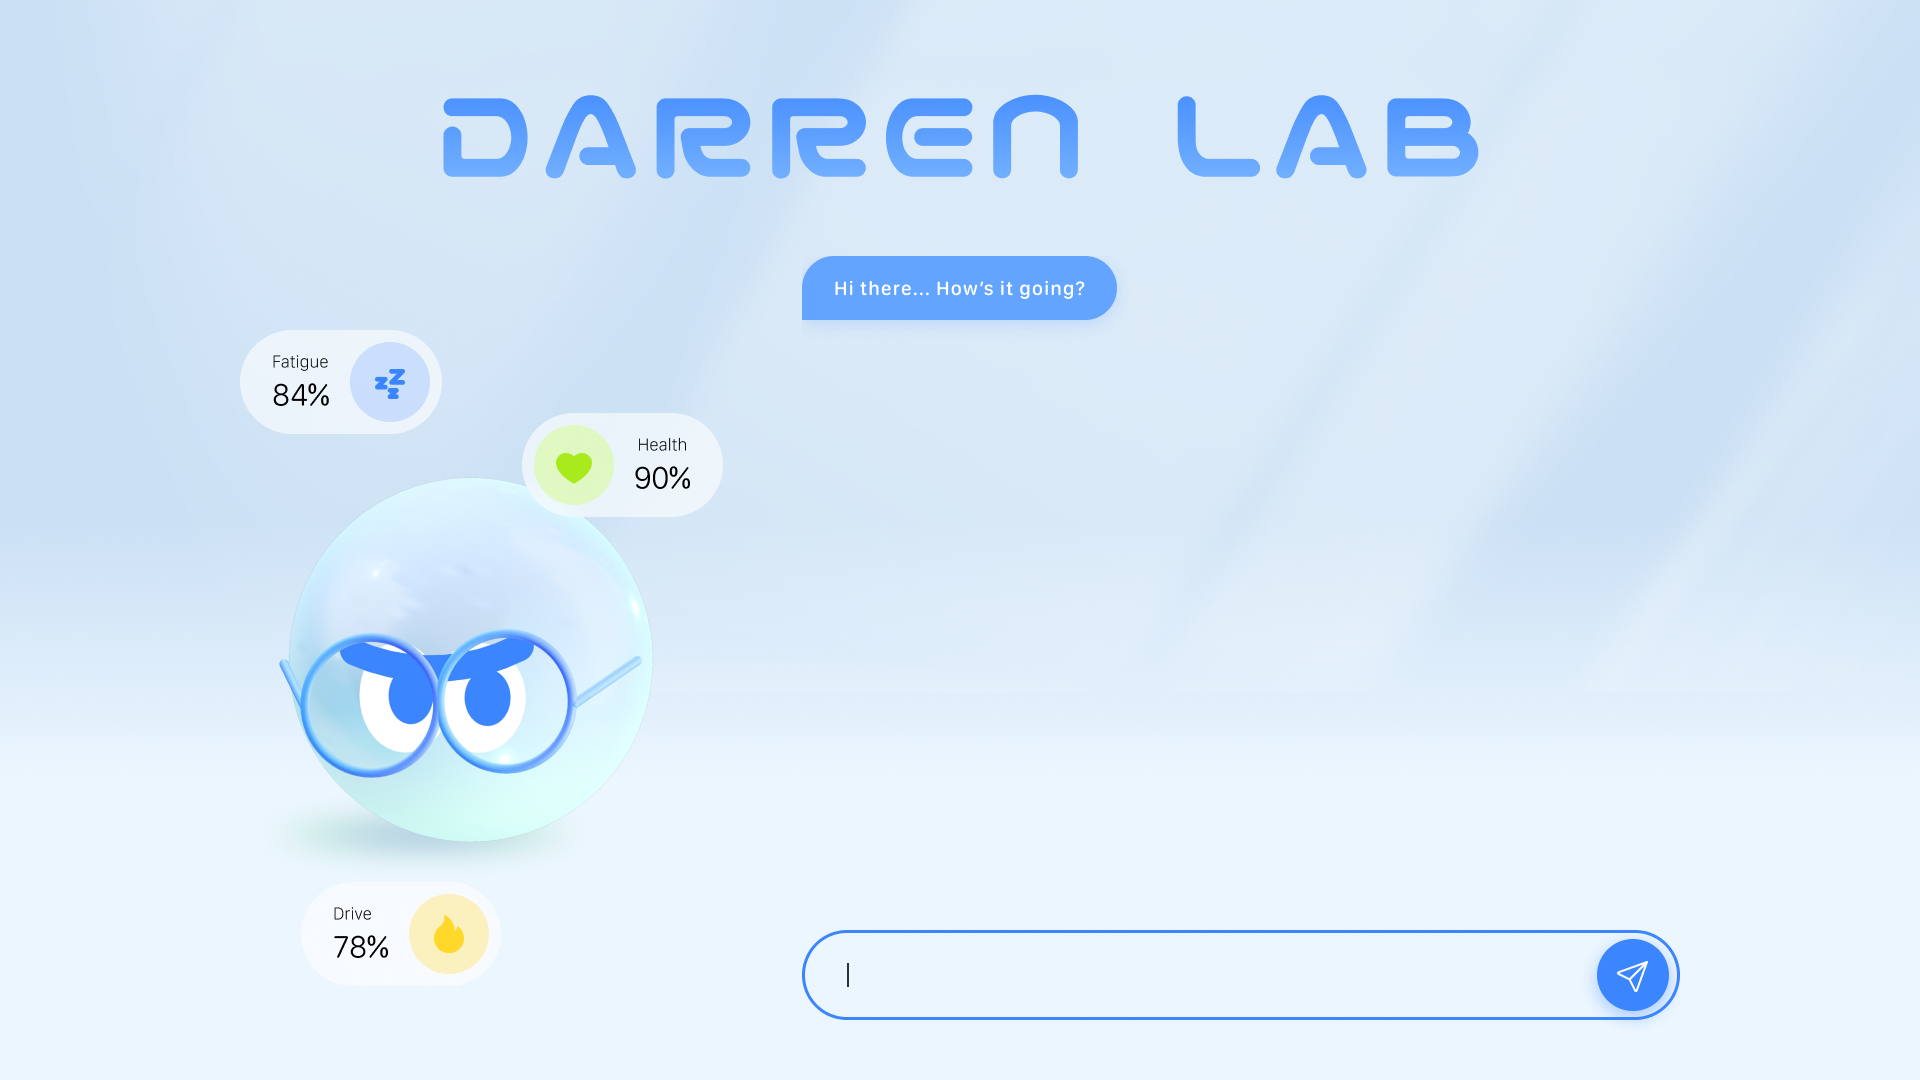 DARREN LAB
Hi there... How's it going?
Fatigue
84%
Health
90%
Drive
78%